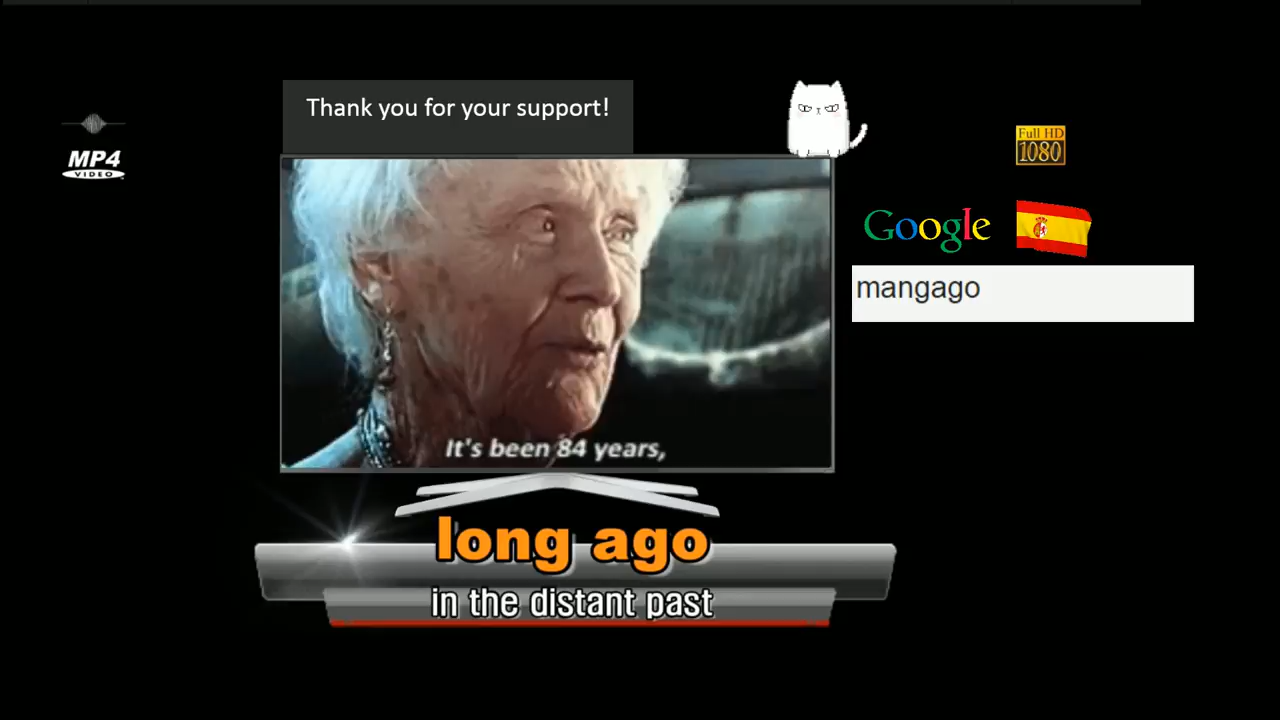 Thank you for your support!
MP4
VIDEO
Full HD
1080
Google
mangago
It's been 84 years,
long ago
in the distant past